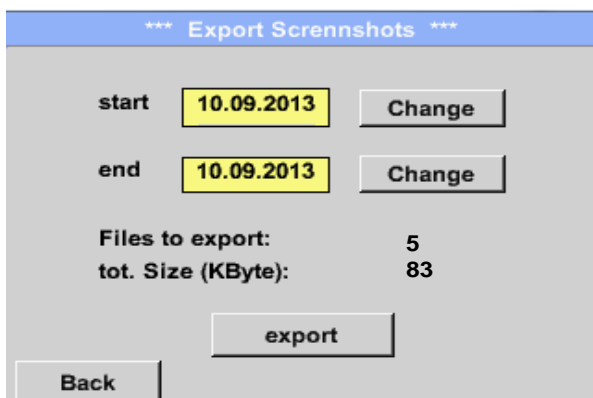 *** Export Scrennshots ***
start 10.09.2013 Change
end 10.09.2013 Change
Files to export: 5
tot. Size (KByte): 83
export
Back